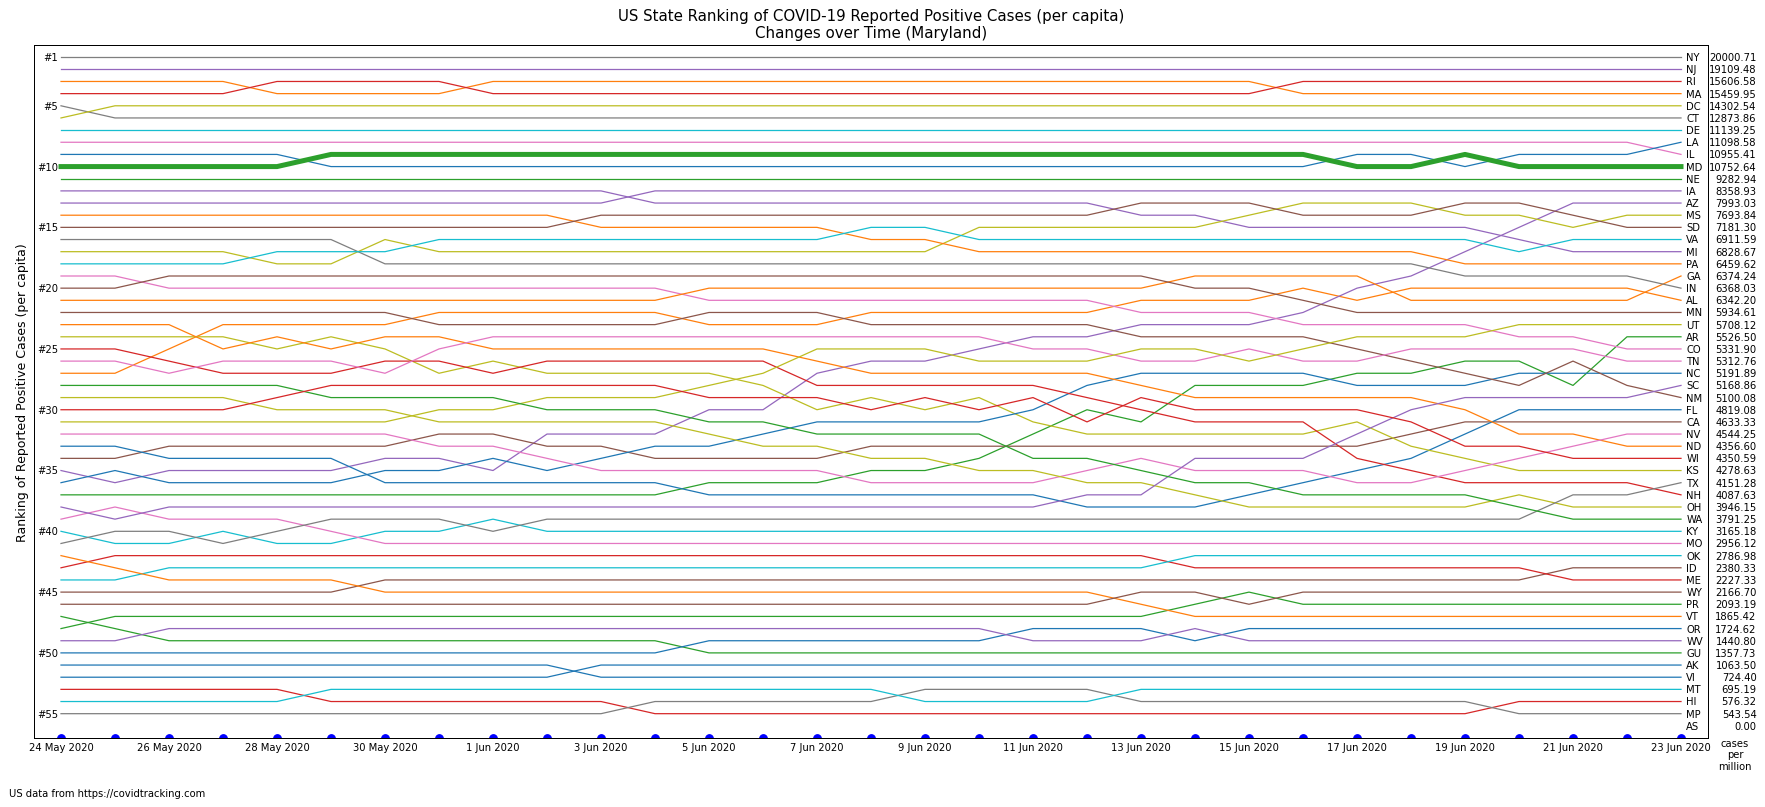 US State Ranking of COVID-19 Reported Positive Cases (per capita)
Changes over Time (Maryland)
Ranking of Reported Positive Cases (per capita)
#1
#5
#10
#15
#20
#25
#30
#35
#40
#45
#50
#55
NY 20000.71
NJ 19109.48
RI 15606.58
MA 15459.95
DC 14302.54
CT 12873.86
DE 11139.25
LA 11098.58
IL 10955.41
MD 10752.64
NE 9282.94
IA 8358.93
AZ 7993.03
MS 7693.84
SD 7181.30
VA 6911.59
MI 6828.67
PA 6459.62
GA 6374.24
IN 6368.03
AL 6342.20
MN 5934.61
UT 5708.12
AR 5526.50
CO 5331.90
TN 5312.76
NC 5191.89
SC 5168.86
NM 5100.08
FL 4819.08
CA 4633.33
NV 4544.25
ND 4356.60
WI 4350.59
KS 4278.63
TX 4151.28
NH 4087.63
OH 3946.15
WA 3791.25
KY 3165.18
MO 2956.12
OK 2786.98
ID 2380.33
ME 2227.33
WY 2166.70
PR 2093.19
VT 1865.42
OR 1724.62
WV 1440.80
GU 1357.73
AK 1063.50
VI 724.40
MT 695.19
HI 576.32
MP 543.54
AS 0.00
24 May 2020 26 May 2020 28 May 2020 30 May 2020 1 Jun 2020 3 Jun 2020 5 Jun 2020 7 Jun 2020 9 Jun 2020 11 Jun 2020 13 Jun 2020 15 Jun 2020 17 Jun 2020 19 Jun 2020 21 Jun 2020 23 Jun 2020
cases
per
million
US data from https://covidtracking.com